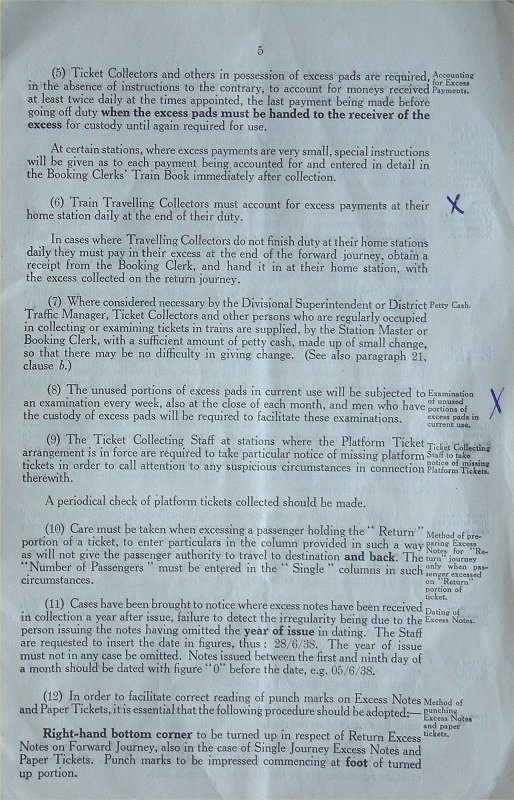 5
(5) Ticket Collectors and others in possession of excess pads are required,
in the absence of instructions to the contrary, to account for moneys received
at least twice daily at the times appointed, the last payment being made before
going off duty when the excess pads must be handed to the receiver of the
excess for custody until again required for use.
Accounting
for Excess
Payments.
At certain stations, where excess payments are very small, special instructions
will be given as to each payment being accounted for and entered in detail in
the Booking Clerks' Train Book immediately after collection.
(6) Train Travelling Collectors must account for excess payments at their
home station daily at the end of their duty.
X
In cases where Travelling Collectors do not finish duty at their home stations
daily they must pay in their excess at the end of the forward journey, obtain a
receipt from the Booking Clerk, and hand it in at their home station, with
the excess collected on the return journey.
(7) Where considered necessary by the Divisional Superintendent or District
Traffic Manager, Ticket Collectors and other persons who are regularly occupied
in collecting or examining tickets in trains are supplied, by the Station Master or
Booking Clerk, with a sufficient amount of petty cash, made up of small change,
so that there may be no difficulty in giving change. (See also paragraph 21,
clause b.)
Petty Cash.
(8) The unused portions of excess pads in current use will be subjected to
an examination every week, also at the close of each month, and men who have
the custody of excess pads will be required to facilitate these examinations.
Examination
of unused
portions of
excess pads in
current use.
X
(9) The Ticket Collecting Staff at stations where the Platform Ticket
arrangement is in force are required to take particular notice of missing platform
tickets in order to call attention to any suspicious circumstances in connection
therewith.
Ticket Collecting
Staff to take
notice of missing
Platform Tickets.
A periodical check of platform tickets collected should be made.
(10) Care must be taken when excessing a passenger holding the "Return"
portion of a ticket, to enter particulars in the column provided in such a way
as will not give the passenger authority to travel to destination and back. The
"Number of Passengers" must be entered in the "Single" columns in such
circumstances.
Method of pre-
paring Excess
Notes for "Re-
turn" journey
only when pas-
senger excessed
on "Return"
portion of
ticket.
(11) Cases have been brought to notice where excess notes have been received
in collection a year after issue, failure to detect the irregularity being due to the
person issuing the notes having omitted the year of issue in dating. The Staff
are requested to insert the date in figures, thus : 28/6/38. The year of issue
must not in any case be omitted. Notes issued between the first and ninth day of
a month should be dated with figure "0" before the date, e.g. 05/6/38.
Dating of
Excess Notes.
(12) In order to facilitate correct reading of punch marks on Excess Notes
and Paper Tickets, it is essential that the following procedure should be adopted:—
Method of
punching
Excess Notes
and paper
tickets.
Right-hand bottom corner to be turned up in respect of Return Excess
Notes on Forward Journey, also in the case of Single Journey Excess Notes and
Paper Tickets. Punch marks to be impressed commencing at foot of turned
up portion.